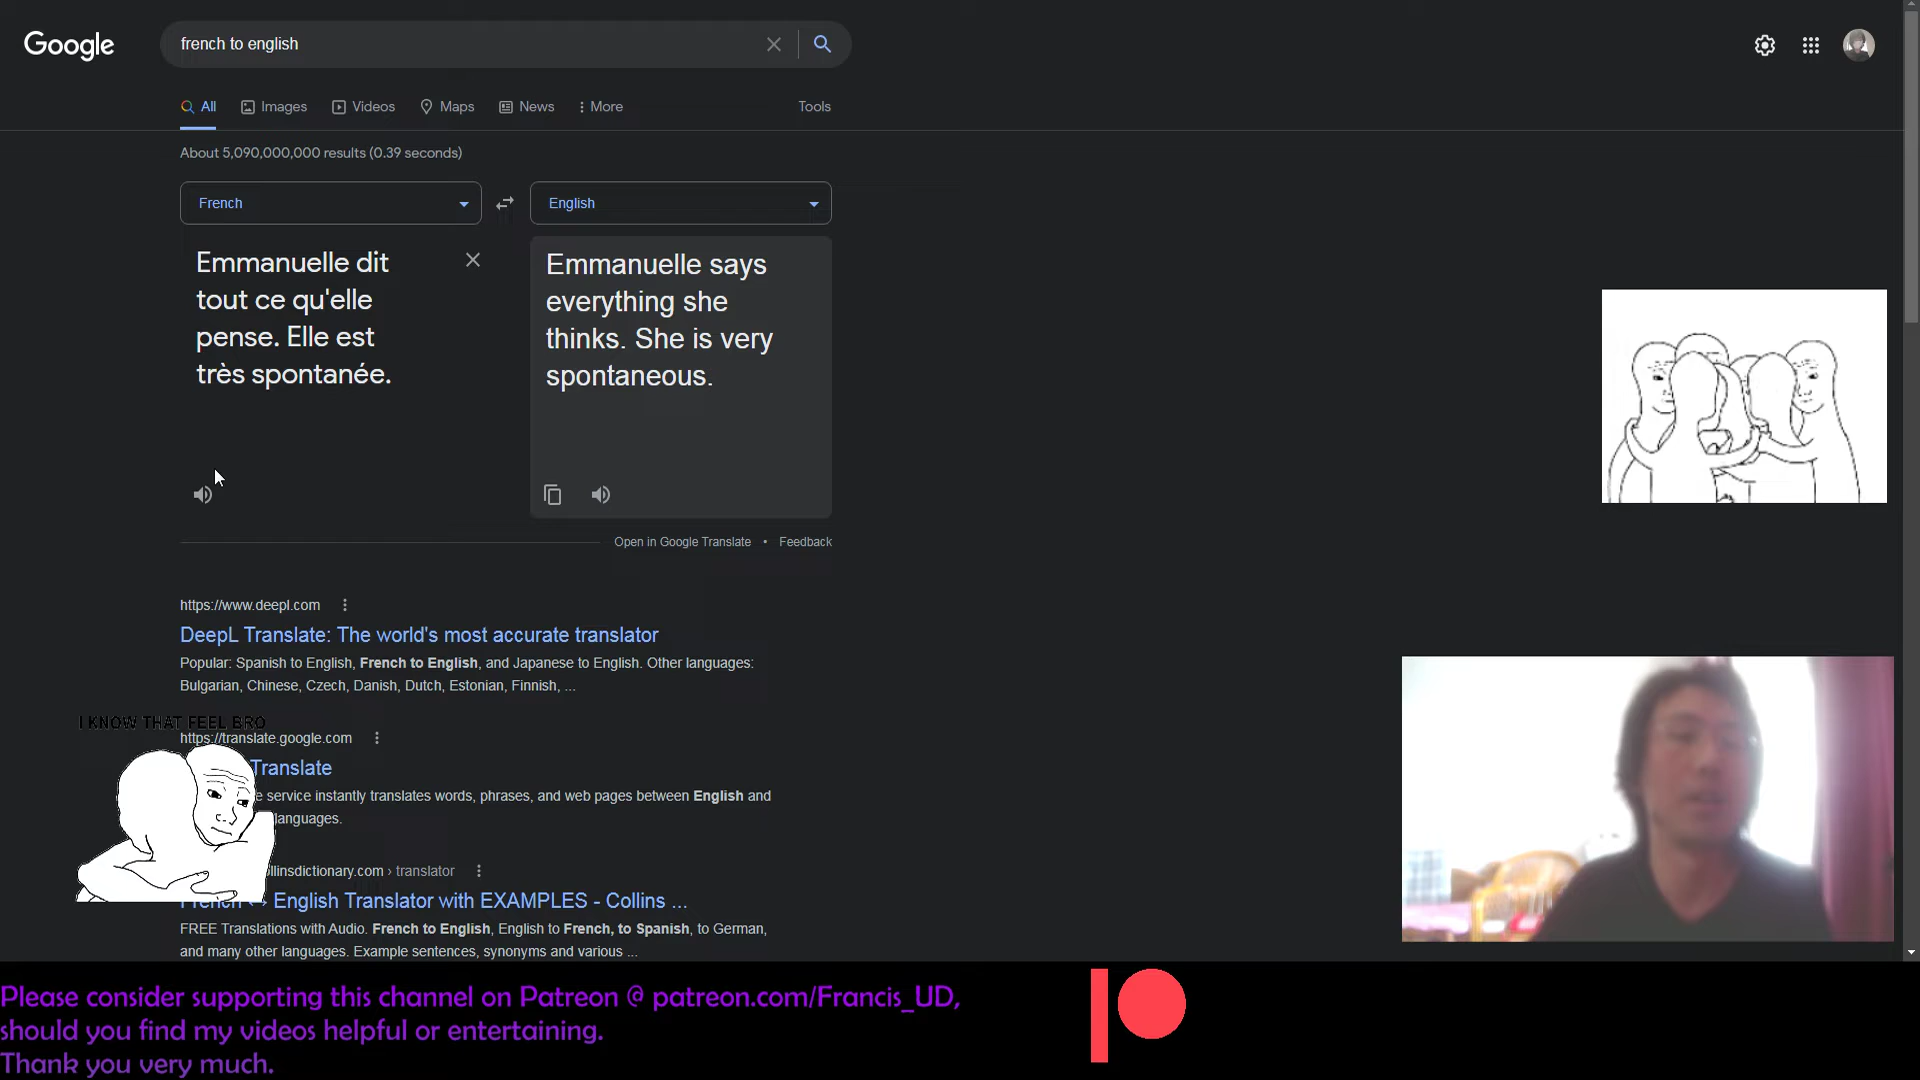 Google
french to english
All
Images
Videos
Maps
News
More
Tools
About 5,090,000,000 results (0.39 seconds)
French
English
Emmanuelle dit
tout ce qu'elle
pense. Elle est
très spontanée.
Emmanuelle says
everything she
thinks. She is very
spontaneous.
Open in Google Translate • Feedback
https://www.deepl.com
DeepL Translate: The world's most accurate translator
Popular: Spanish to English, French to English, and Japanese to English. Other languages:
Bulgarian, Chinese, Czech, Danish, Dutch, Estonian, Finnish, ...
I KNOW THAT FEEL BRO
https://translate.google.com
Translate
service instantly translates words, phrases, and web pages between English and
languages.
llinsdictionary.com › translator
French ↔ English Translator with EXAMPLES - Collins ...
FREE Translations with Audio. French to English, English to French, to Spanish, to German,
and many other languages. Example sentences, synonyms and various ...
Please consider supporting this channel on Patreon @ patreon.com/Francis_UD,
should you find my videos helpful or entertaining.
Thank you very much.